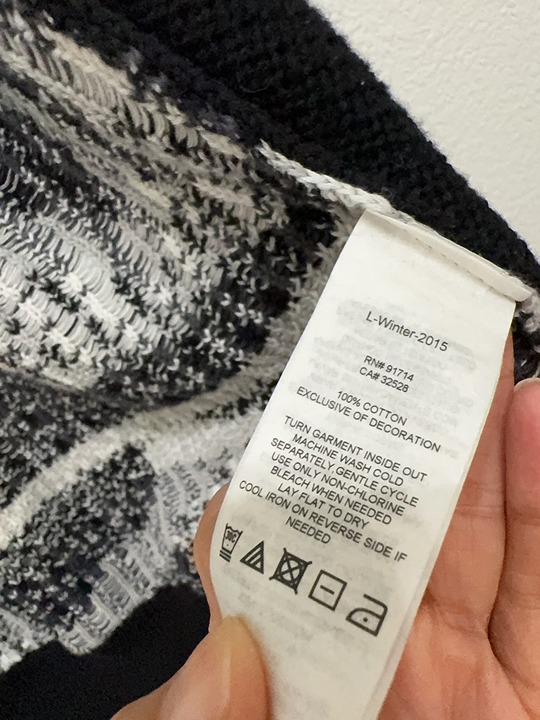 L-Winter-2015
RN# 91714
CA# 32528
100% COTTON
EXCLUSIVE OF DECORATION
TURN GARMENT INSIDE OUT
MACHINE WASH COLD
SEPARATELY,GENTLE CYCLE
USE ONLY NON-CHLORINE
BLEACH WHEN NEEDED
LAY FLAT TO DRY
COOL IRON ON REVERSE SIDE IF
NEEDED